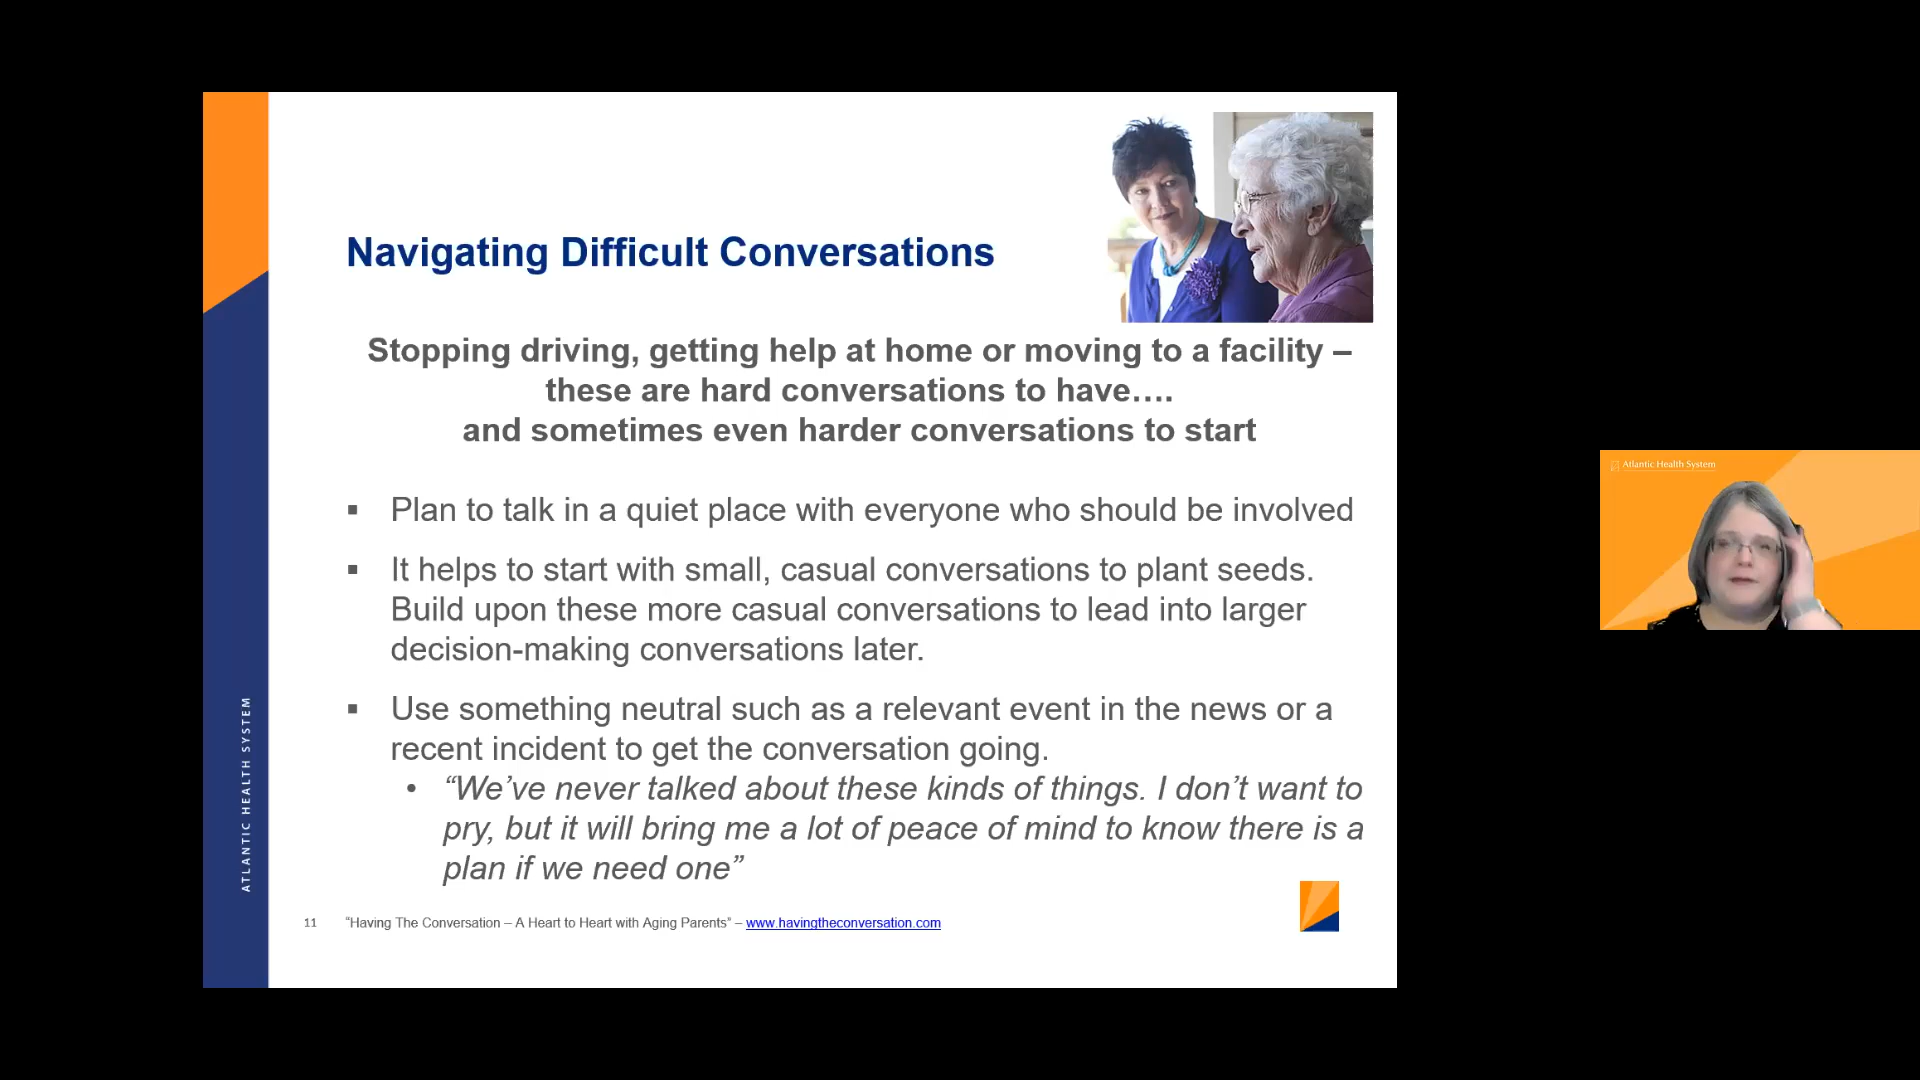 Navigating Difficult Conversations
Stopping driving, getting help at home or moving to a facility –
these are hard conversations to have….
and sometimes even harder conversations to start
▪ Plan to talk in a quiet place with everyone who should be involved
▪ It helps to start with small, casual conversations to plant seeds.
Build upon these more casual conversations to lead into larger
decision-making conversations later.
▪ Use something neutral such as a relevant event in the news or a
recent incident to get the conversation going.
• “We’ve never talked about these kinds of things. I don’t want to
pry, but it will bring me a lot of peace of mind to know there is a
plan if we need one”
11 “Having The Conversation – A Heart to Heart with Aging Parents” – www.havingtheconversation.com
ATLANTIC HEALTH SYSTEM
Atlantic Health System